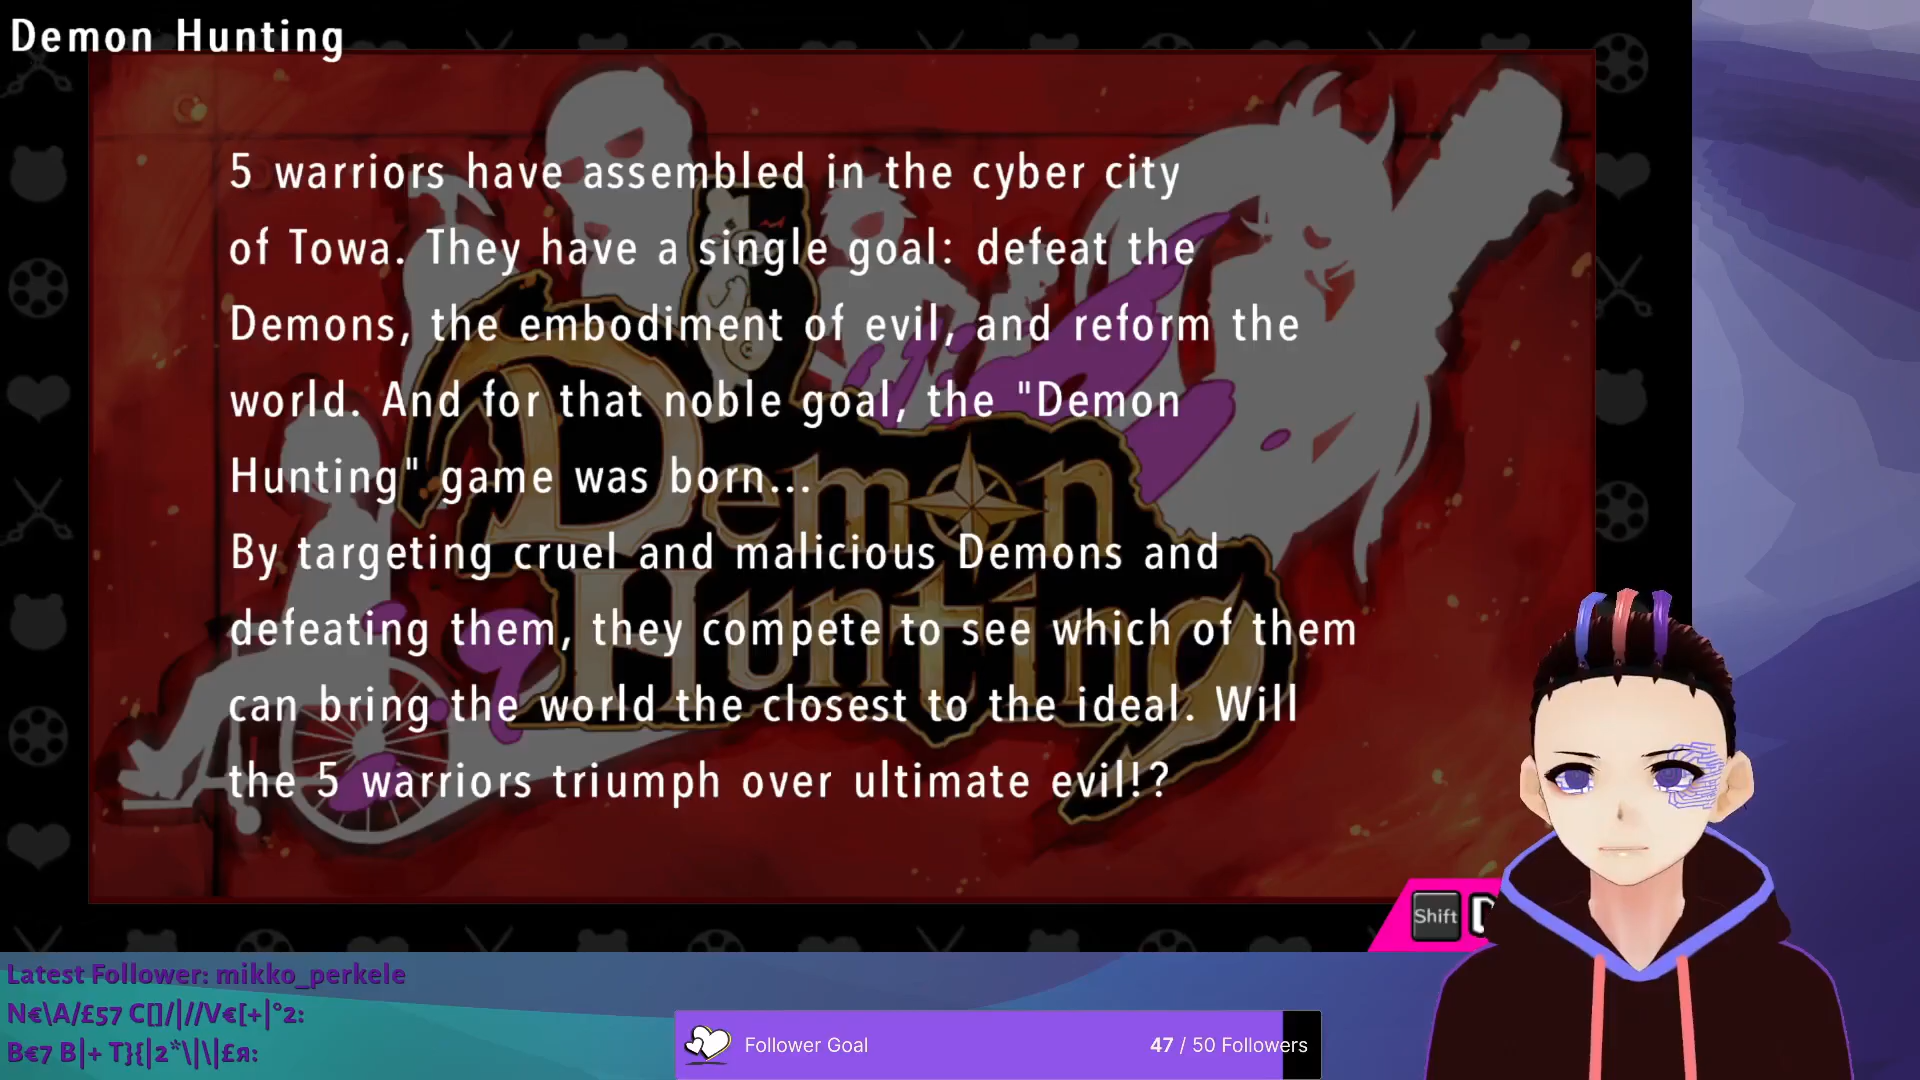 Demon Hunting
5 warriors have assembled in the cyber city
of Towa. They have a single goal: defeat the
Demons, the embodiment of evil, and reform the
world. And for that noble goal, the "Demon
Hunting" game was born...
By targeting cruel and malicious Demons and
defeating them, they compete to see which of them
can bring the world the closest to the ideal. Will
the 5 warriors triumph over ultimate evil!?
Demon
Hunting
Shift
Latest Follower: mikko_perkele
N€\A/£57 C[]/|//V€[+|°2:
B€7 B|+ T}{|2*\|\|£я:
Follower Goal
47 / 50 Followers